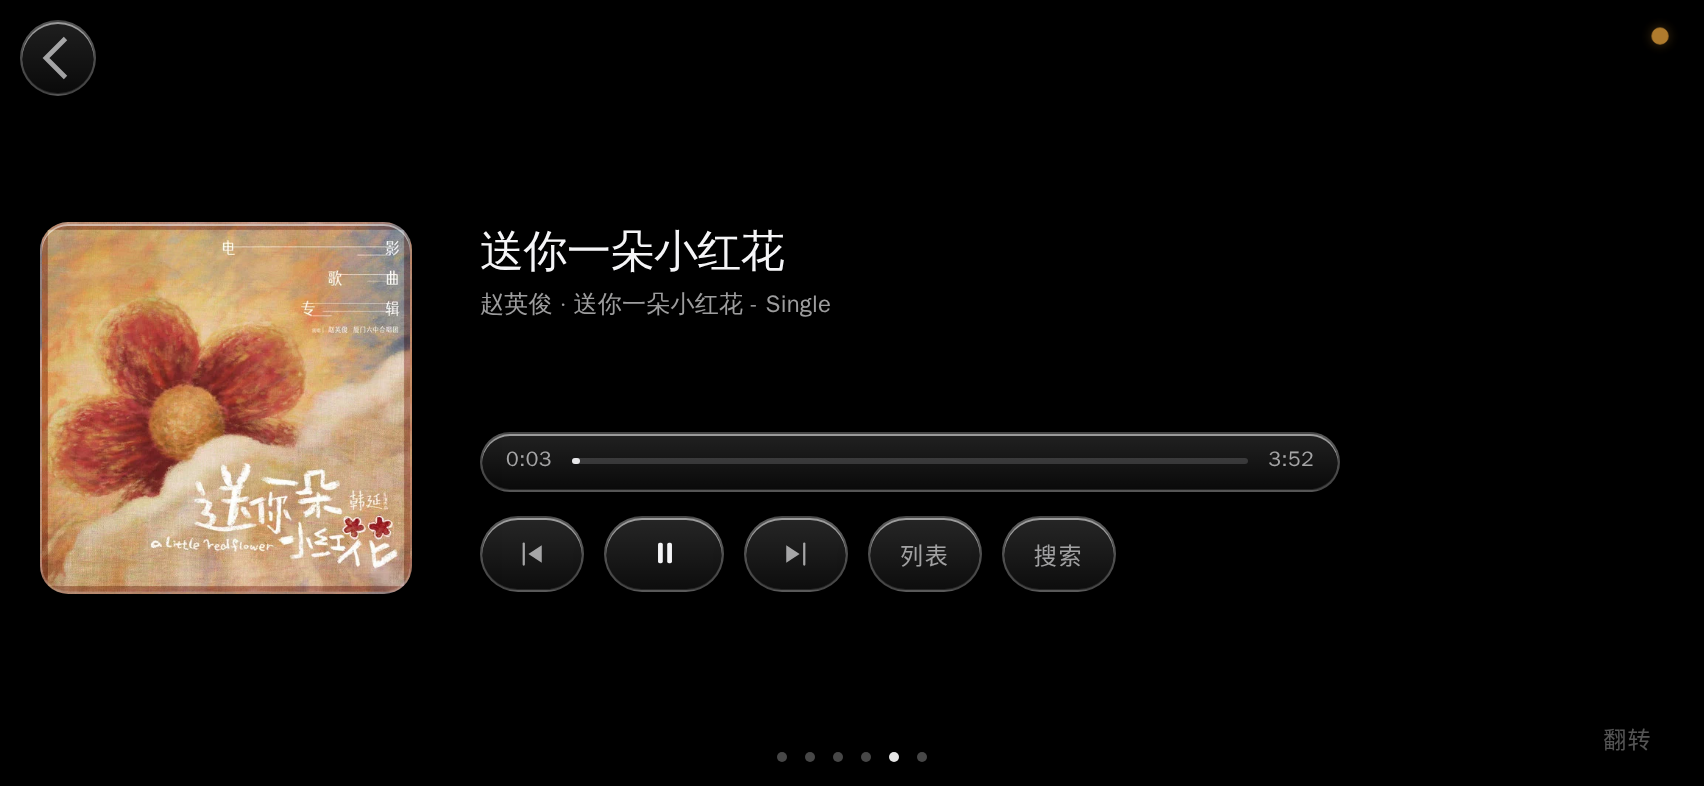 电影
歌曲
专辑
送你一朵
韩延
小红花
a Little red flower
送你一朵小红花
赵英俊 · 送你一朵小红花 - Single
0:03
3:52
列表
搜索
翻转